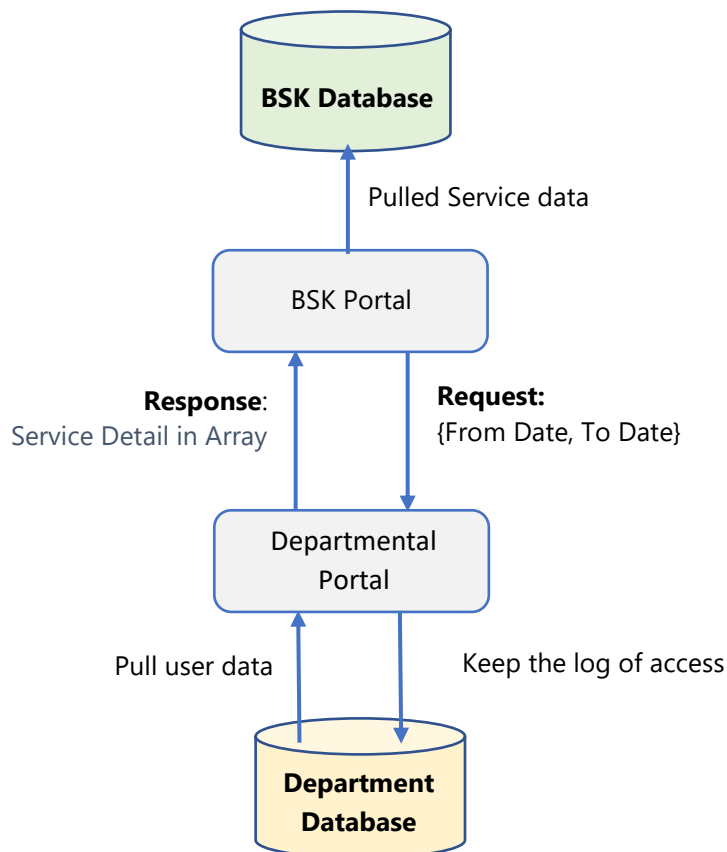 BSK Database
Pulled Service data
BSK Portal
Response:
Service Detail in Array
Request:
{From Date, To Date}
Departmental
Portal
Pull user data
Keep the log of access
Department
Database